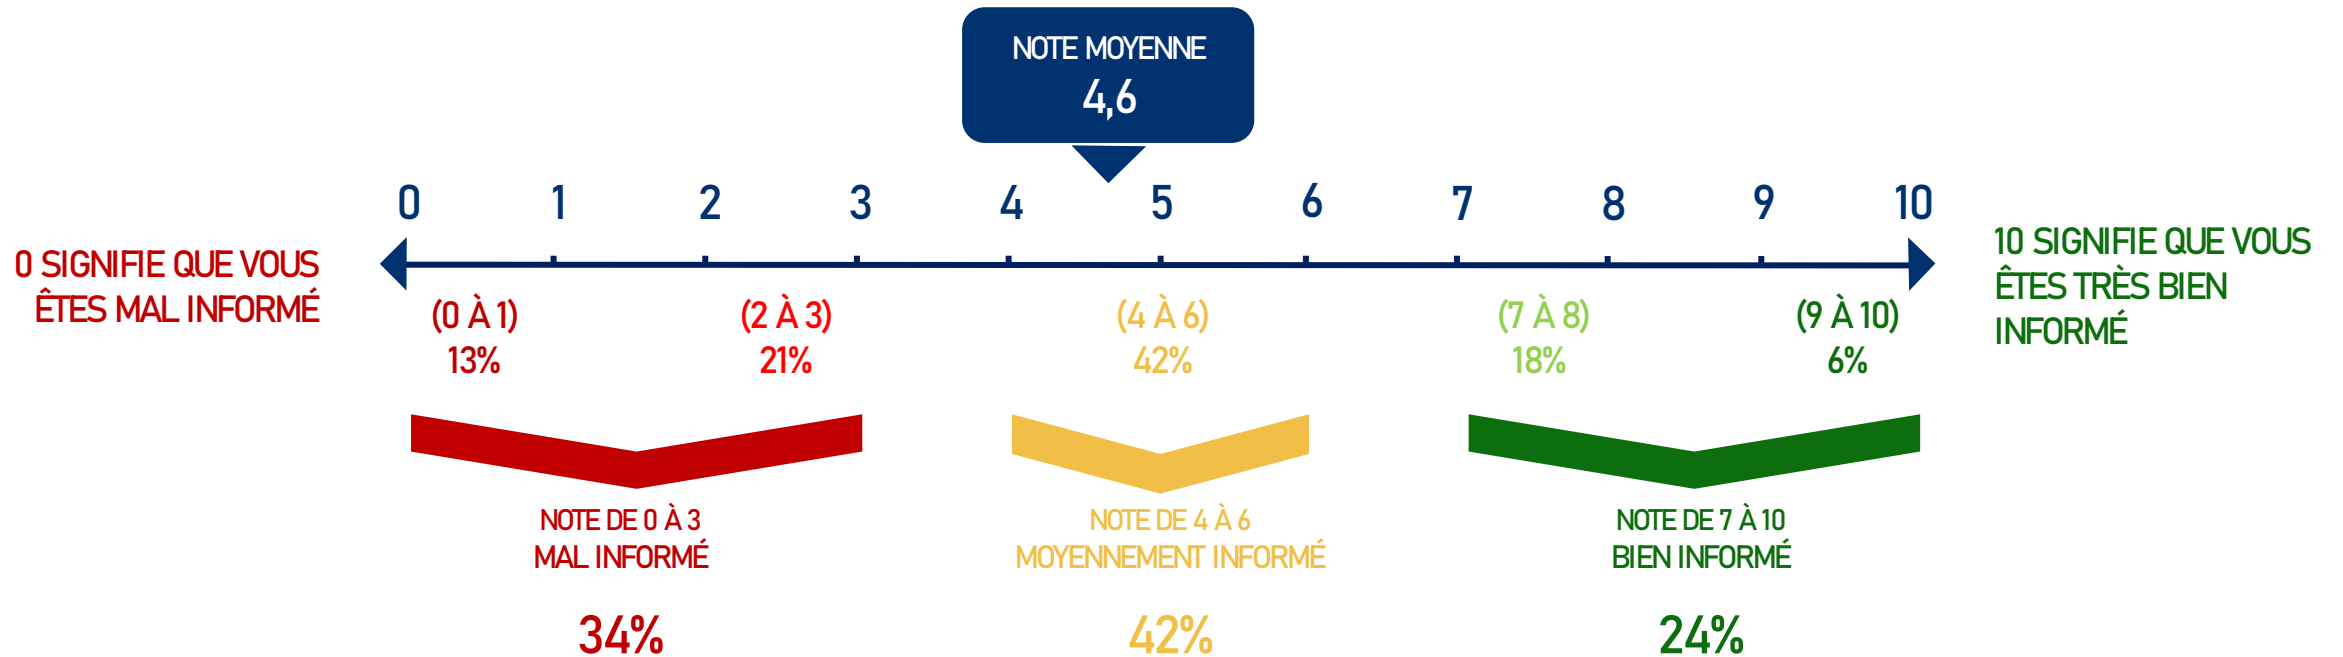 NOTE MOYENNE
4,6
0 1 2 3 4 5 6 7 8 9 10
0 SIGNIFIE QUE VOUS
ÊTES MAL INFORMÉ
10 SIGNIFIE QUE VOUS
ÊTES TRÈS BIEN
INFORMÉ
(0 À 1)
13%
(2 À 3)
21%
(4 À 6)
42%
(7 À 8)
18%
(9 À 10)
6%
NOTE DE 0 À 3
MAL INFORMÉ
34%
NOTE DE 4 À 6
MOYENNEMENT INFORMÉ
42%
NOTE DE 7 À 10
BIEN INFORMÉ
24%